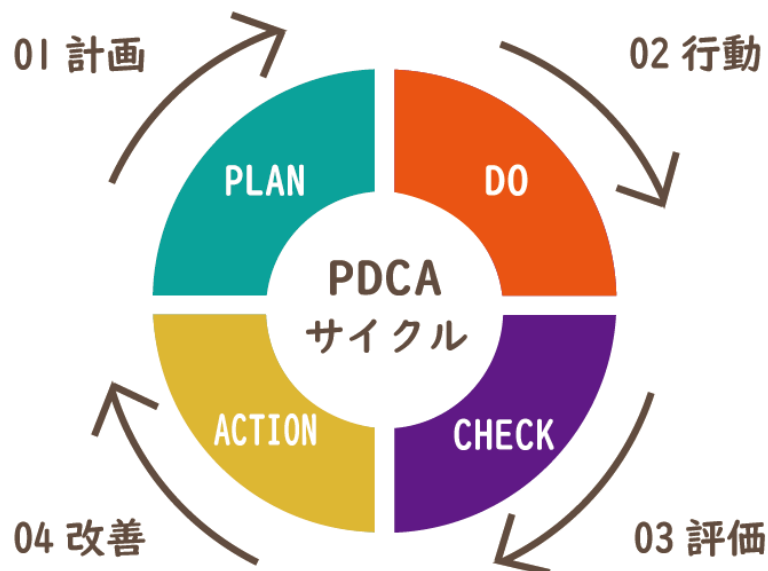 01 計画
02 行動
PLAN
DO
PDCA
サイクル
ACTION
CHECK
04 改善
03 評価